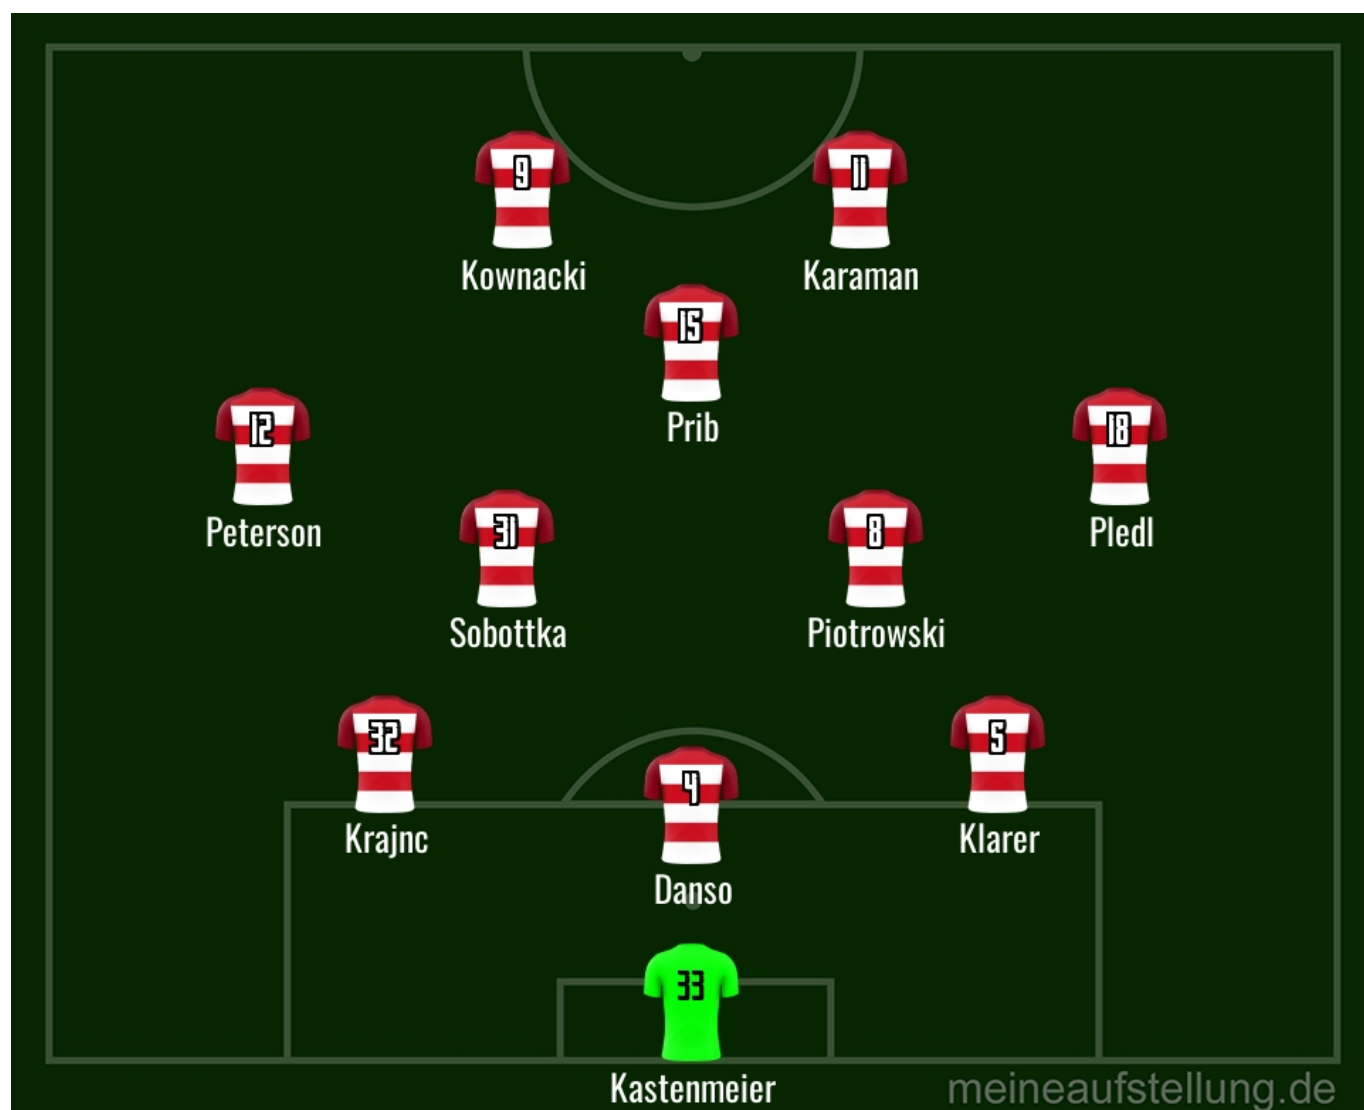 9
11
Kownacki
Karaman
15
Prib
12
18
Peterson
Pledl
31
8
Sobottka
Piotrowski
32
5
Krajnc
Klarer
4
Danso
33
Kastenmeier
meineaufstellung.de